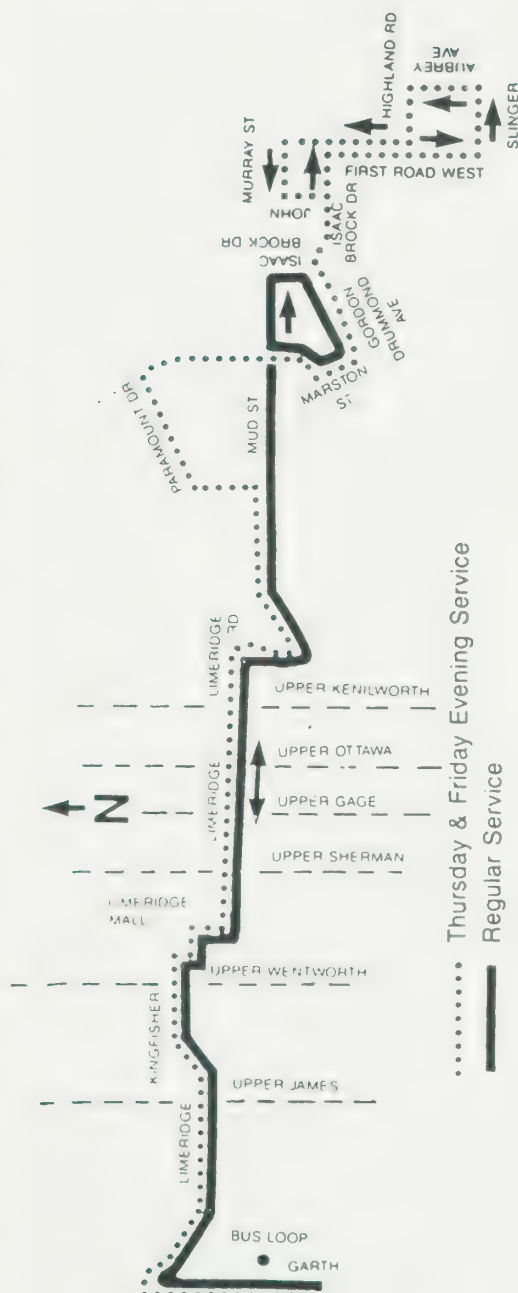 HIGHLAND RD
AUBREY
AVE
MURRAY ST
JOHN
ISAAC
BROCK DR
ISAAC
BROCK DR
FIRST ROAD WEST
SLINGER
GORDON
DRUMMOND
AVE
MARSTON
ST
PARAMOUNT DR
MUD ST
LIMERIDGE
RD
UPPER KENILWORTH
UPPER OTTAWA
LIMERIDGE
N
UPPER GAGE
UPPER SHERMAN
LIMERIDGE
MALL
UPPER WENTWORTH
KINGFISHER
UPPER JAMES
LIMERIDGE
BUS LOOP
GARTH
Thursday & Friday Evening Service
Regular Service